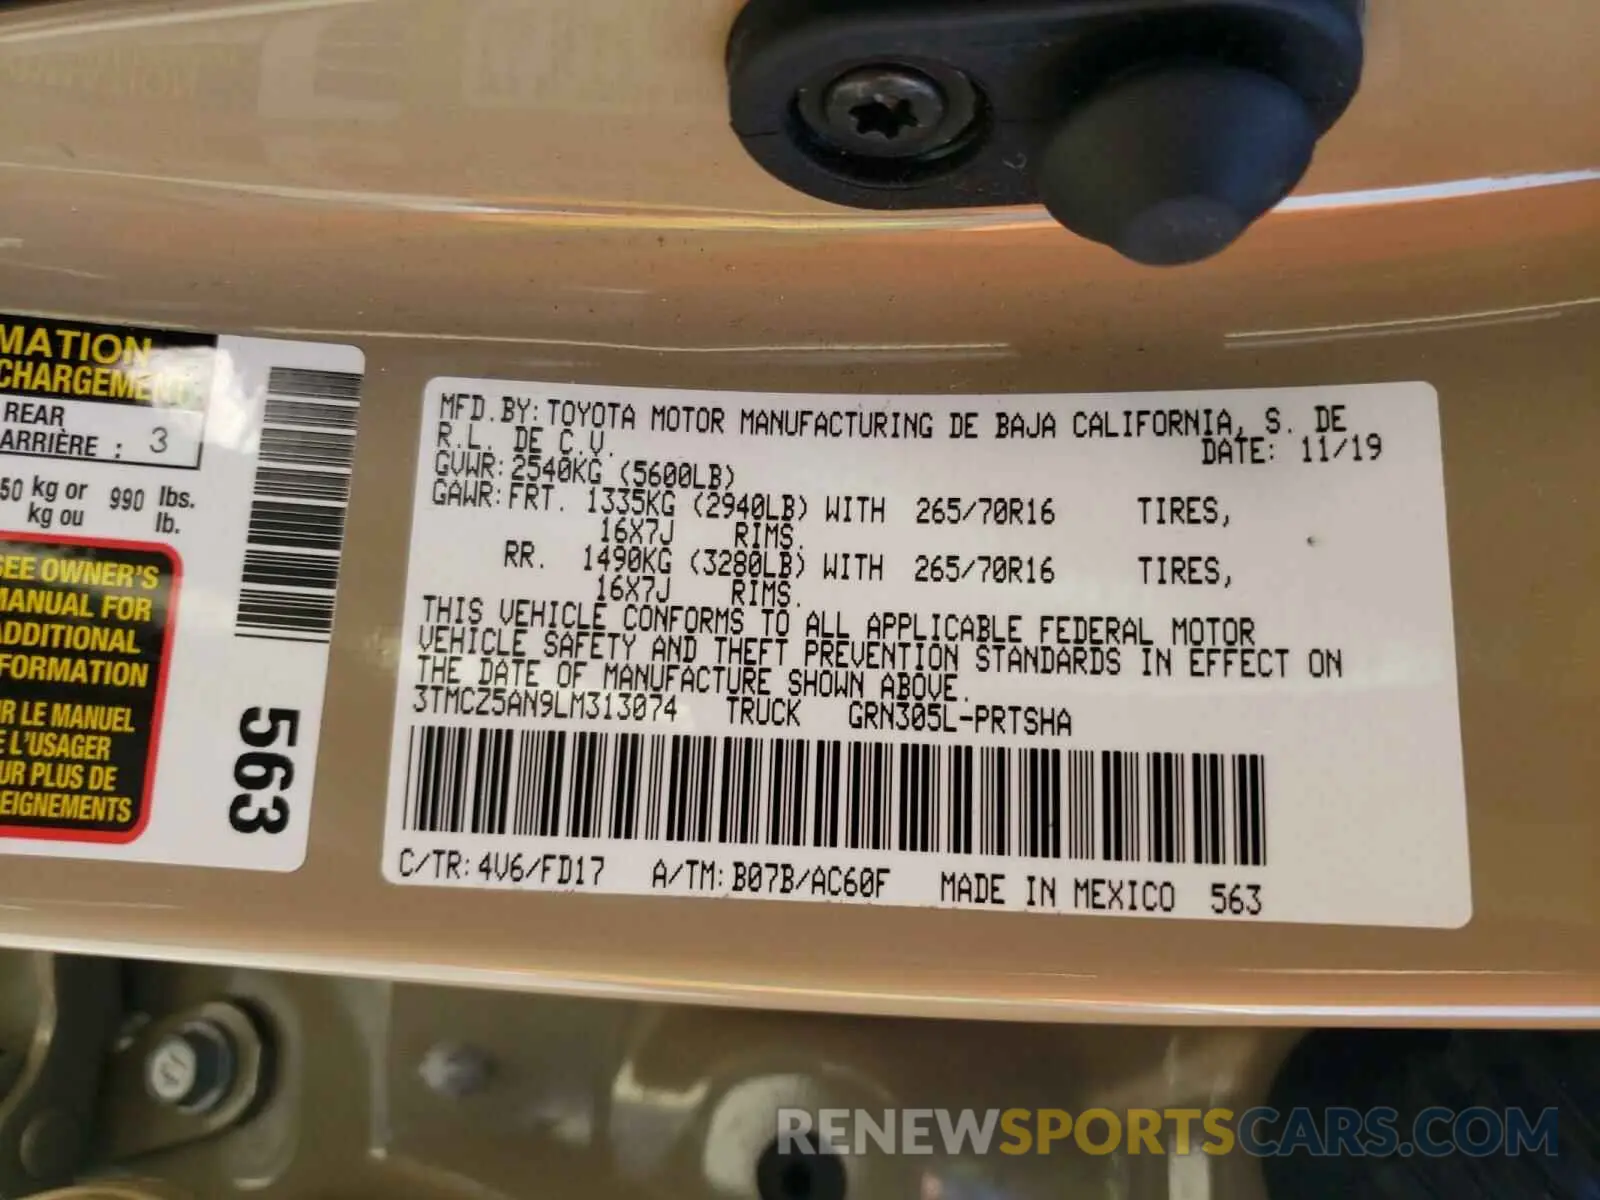 MATION
CHARGEMENT
REAR
ARRIÈRE : 3
50 kg or 990 lbs.
kg ou lb.
SEE OWNER'S
MANUAL FOR
ADDITIONAL
FORMATION
R LE MANUEL
E L'USAGER
UR PLUS DE
EIGNEMENTS
563
MFD.BY:TOYOTA MOTOR MANUFACTURING DE BAJA CALIFORNIA, S. DE
R.L. DE C.V. DATE: 11/19
GVWR:2540KG (5600LB)
GAWR:FRT. 1335KG (2940LB) WITH 265/70R16 TIRES,
16X7J RIMS.
RR. 1490KG (3280LB) WITH 265/70R16 TIRES,
16X7J RIMS.
THIS VEHICLE CONFORMS TO ALL APPLICABLE FEDERAL MOTOR
VEHICLE SAFETY AND THEFT PREVENTION STANDARDS IN EFFECT ON
THE DATE OF MANUFACTURE SHOWN ABOVE.
3TMCZ5AN9LM313074 TRUCK GRN305L-PRTSHA
C/TR:4V6/FD17 A/TM:B07B/AC60F MADE IN MEXICO 563
RENEWSPORTSCARS.COM